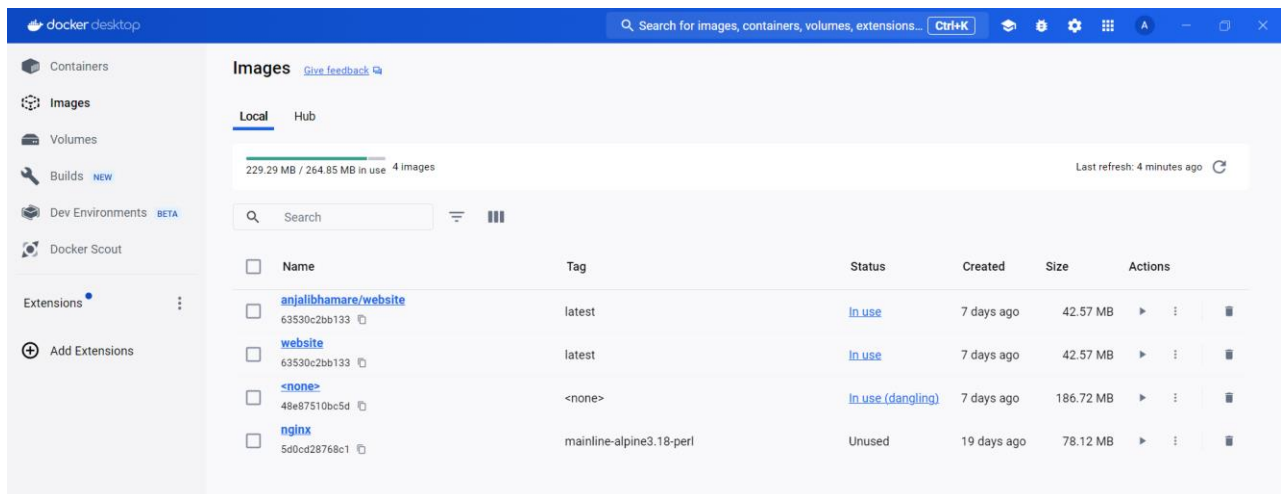 docker desktop
Search for images, containers, volumes, extensions... Ctrl+K
A
Containers
Images
Volumes
Builds NEW
Dev Environments BETA
Docker Scout
Extensions
Add Extensions
Images Give feedback
Local Hub
229.29 MB / 264.85 MB in use 4 images
Last refresh: 4 minutes ago
Search
Name Tag Status Created Size Actions
anjalibhamare/website
63530c2bb133
latest In use 7 days ago 42.57 MB
website
63530c2bb133
latest In use 7 days ago 42.57 MB
<none>
48e87510bc5d
<none> In use (dangling) 7 days ago 186.72 MB
nginx
5d0cd28768c1
mainline-alpine3.18-perl Unused 19 days ago 78.12 MB